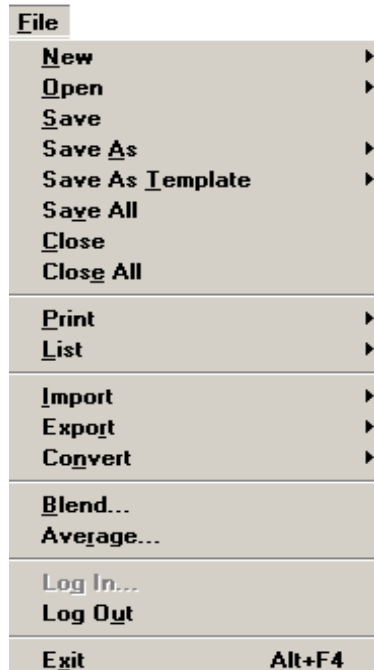 File
New
Open
Save
Save As
Save As Template
Save All
Close
Close All
Print
List
Import
Export
Convert
Blend...
Average...
Log In...
Log Out
Exit Alt+F4